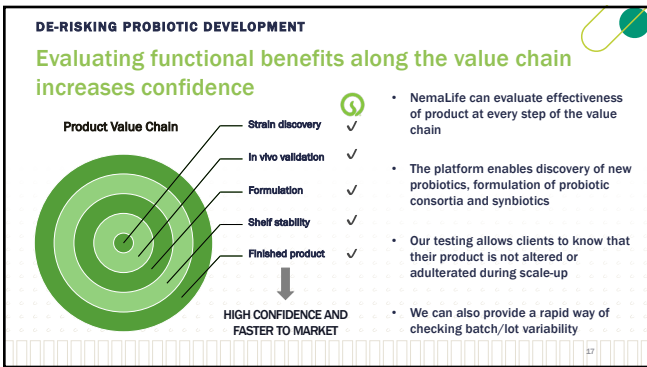 DE-RISKING PROBIOTIC DEVELOPMENT
Evaluating functional benefits along the value chain
increases confidence
Product Value Chain
Strain discovery
In vivo validation
Formulation
Shelf stability
Finished product
HIGH CONFIDENCE AND
FASTER TO MARKET
• NemaLife can evaluate effectiveness
of product at every step of the value
chain
• The platform enables discovery of new
probiotics, formulation of probiotic
consortia and synbiotics
• Our testing allows clients to know that
their product is not altered or
adulterated during scale-up
• We can also provide a rapid way of
checking batch/lot variability
17